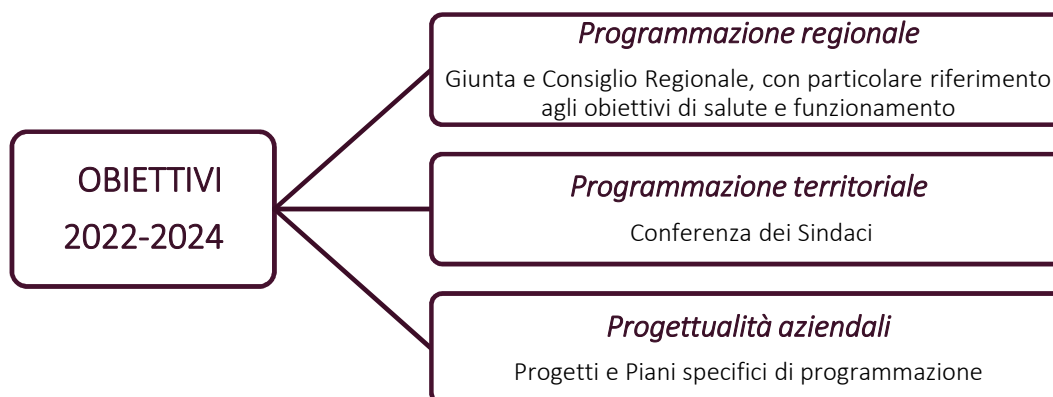 OBIETTIVI
2022-2024
Programmazione regionale
Giunta e Consiglio Regionale, con particolare riferimento
agli obiettivi di salute e funzionamento
Programmazione territoriale
Conferenza dei Sindaci
Progettualità aziendali
Progetti e Piani specifici di programmazione